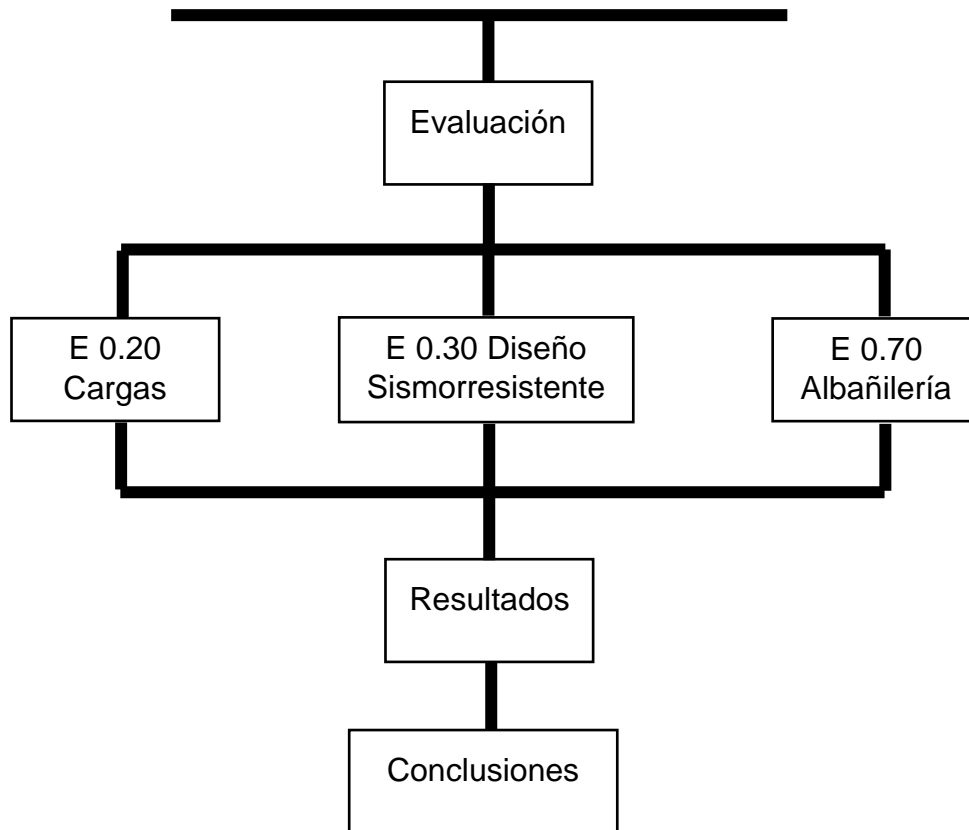 Evaluación
E 0.20
Cargas
E 0.30 Diseño
Sismorresistente
E 0.70
Albañilería
Resultados
Conclusiones